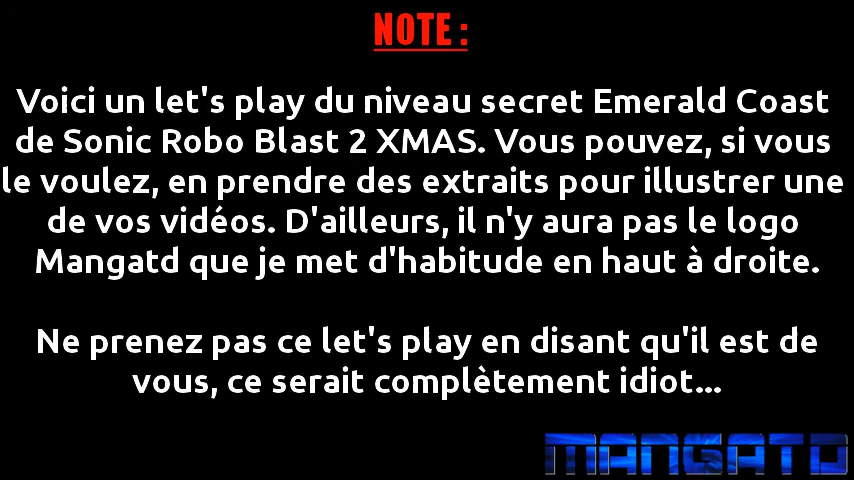 NOTE :
Voici un let's play du niveau secret Emerald Coast
de Sonic Robo Blast 2 XMAS. Vous pouvez, si vous
le voulez, en prendre des extraits pour illustrer une
de vos vidéos. D'ailleurs, il n'y aura pas le logo
Mangatd que je met d'habitude en haut à droite.
Ne prenez pas ce let's play en disant qu'il est de
vous, ce serait complètement idiot...
MANGATD